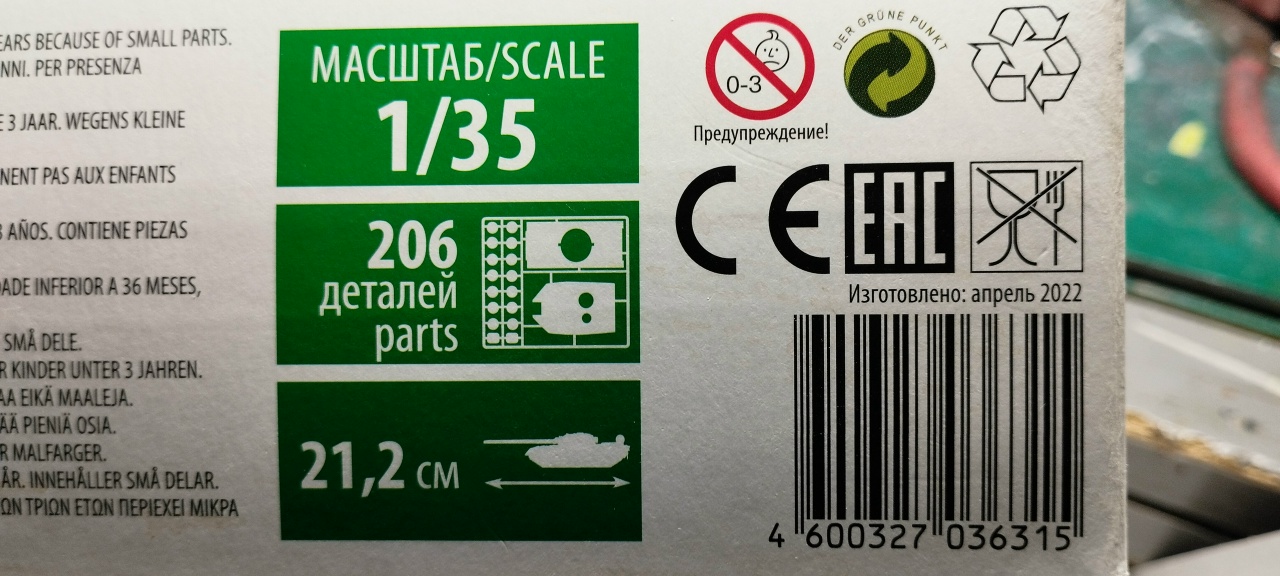 EARS BECAUSE OF SMALL PARTS.
NNI. PER PRESENZA
E 3 JAAR. WEGENS KLEINE
NENT PAS AUX ENFANTS
3 AÑOS. CONTIENE PIEZAS
DADE INFERIOR A 36 MESES,
SMÅ DELE.
R KINDER UNTER 3 JAHREN.
AA EIKÄ MAALEJA.
ÄÄ PIENIÄ OSIA.
R MALFARGER.
ÅR. INNEHÅLLER SMÅ DELAR.
ΩΝ ΤΡΙΩΝ ΕΤΩΝ ΠΕΡΙΕΧΕΙ ΜΙΚΡΑ
МАСШТАБ/SCALE
1/35
206
деталей
parts
21,2 см
0-3
Предупреждение!
DER GRÜNE PUNKT
CE
EAC
Изготовлено: апрель 2022
4 600327 036315